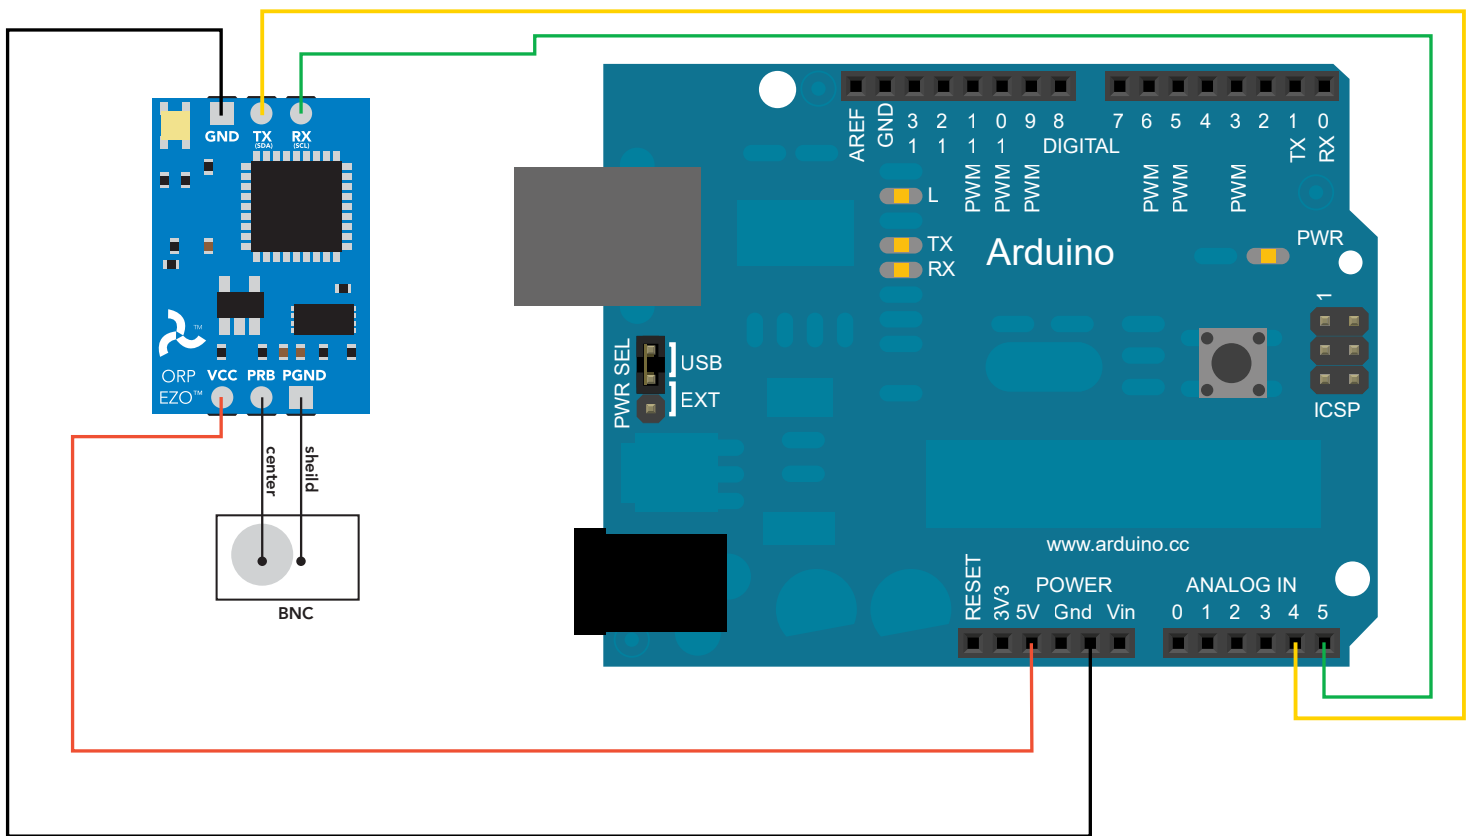 GND TX RX
(SDA) (SCL)
ORP
EZO™
VCC PRB PGND
center
sheild
BNC
AREF
GND
13
12
11
10
9
8
DIGITAL
7
6
5
4
3
2
1
0
TX
RX
PWM
PWM
PWM
PWM
PWM
PWM
L
TX
RX
Arduino
PWR
1
ICSP
PWR SEL
USB
EXT
www.arduino.cc
RESET
3V3
5V
POWER
Gnd
Vin
ANALOG IN
0 1 2 3 4 5
TM